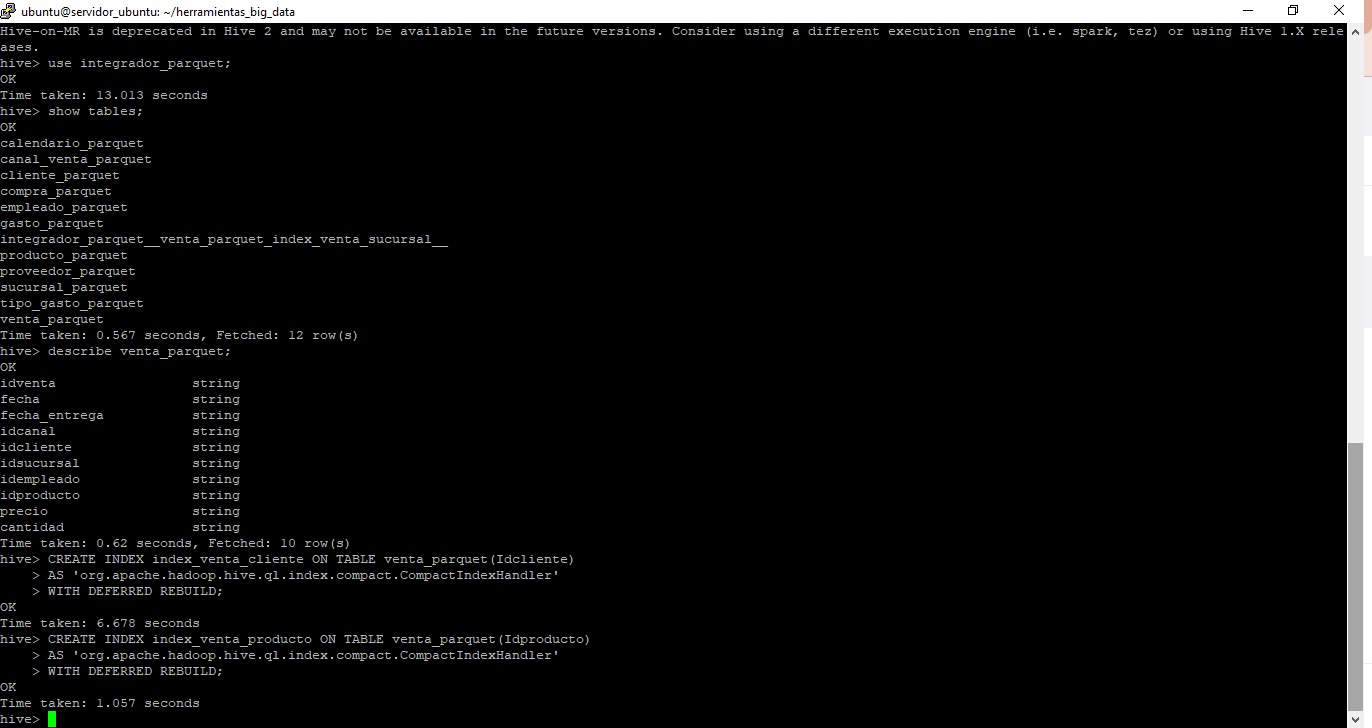 ubuntu@servidor_ubuntu: ~/herramientas_big_data
Hive-on-MR is deprecated in Hive 2 and may not be available in the future versions. Consider using a different execution engine (i.e. spark, tez) or using Hive 1.X rele
ases.
hive> use integrador_parquet;
OK
Time taken: 13.013 seconds
hive> show tables;
OK
calendario_parquet
canal_venta_parquet
cliente_parquet
compra_parquet
empleado_parquet
gasto_parquet
integrador_parquet__venta_parquet_index_venta_sucursal__
producto_parquet
proveedor_parquet
sucursal_parquet
tipo_gasto_parquet
venta_parquet
Time taken: 0.567 seconds, Fetched: 12 row(s)
hive> describe venta_parquet;
OK
idventa                 string
fecha                   string
fecha_entrega           string
idcanal                 string
idcliente               string
idsucursal              string
idempleado              string
idproducto              string
precio                  string
cantidad                string
Time taken: 0.62 seconds, Fetched: 10 row(s)
hive> CREATE INDEX index_venta_cliente ON TABLE venta_parquet(Idcliente)
    > AS 'org.apache.hadoop.hive.ql.index.compact.CompactIndexHandler'
    > WITH DEFERRED REBUILD;
OK
Time taken: 6.678 seconds
hive> CREATE INDEX index_venta_producto ON TABLE venta_parquet(Idproducto)
    > AS 'org.apache.hadoop.hive.ql.index.compact.CompactIndexHandler'
    > WITH DEFERRED REBUILD;
OK
Time taken: 1.057 seconds
hive>